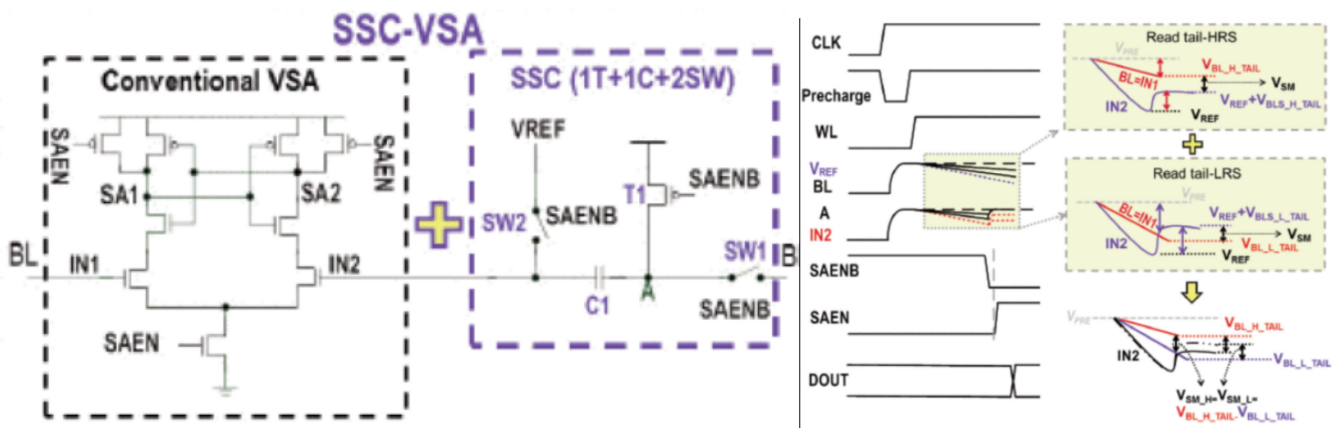 SSC-VSA
Conventional VSA
SAEN
SAEN
SA1
SA2
BL
IN1
IN2
SAEN
SSC (1T+1C+2SW)
VREF
SW2
SAENB
T1
SAENB
SW1
B
C1
A
SAENB
CLK
Precharge
WL
VREF
BL
A
IN2
SAENB
SAEN
DOUT
Read tail-HRS
VPRE
VBL_H_TAIL
BL=IN1
VSM
IN2
VREF+VBLS_H_TAIL
VREF
Read tail-LRS
VPRE
BL=IN1
VREF+VBLS_L_TAIL
VSM
IN2
VBL_L_TAIL
VREF
VPRE
VBL_H_TAIL
IN2
VBL_L_TAIL
VSM_H=VSM_L=
VBL_H_TAIL-VBL_L_TAIL